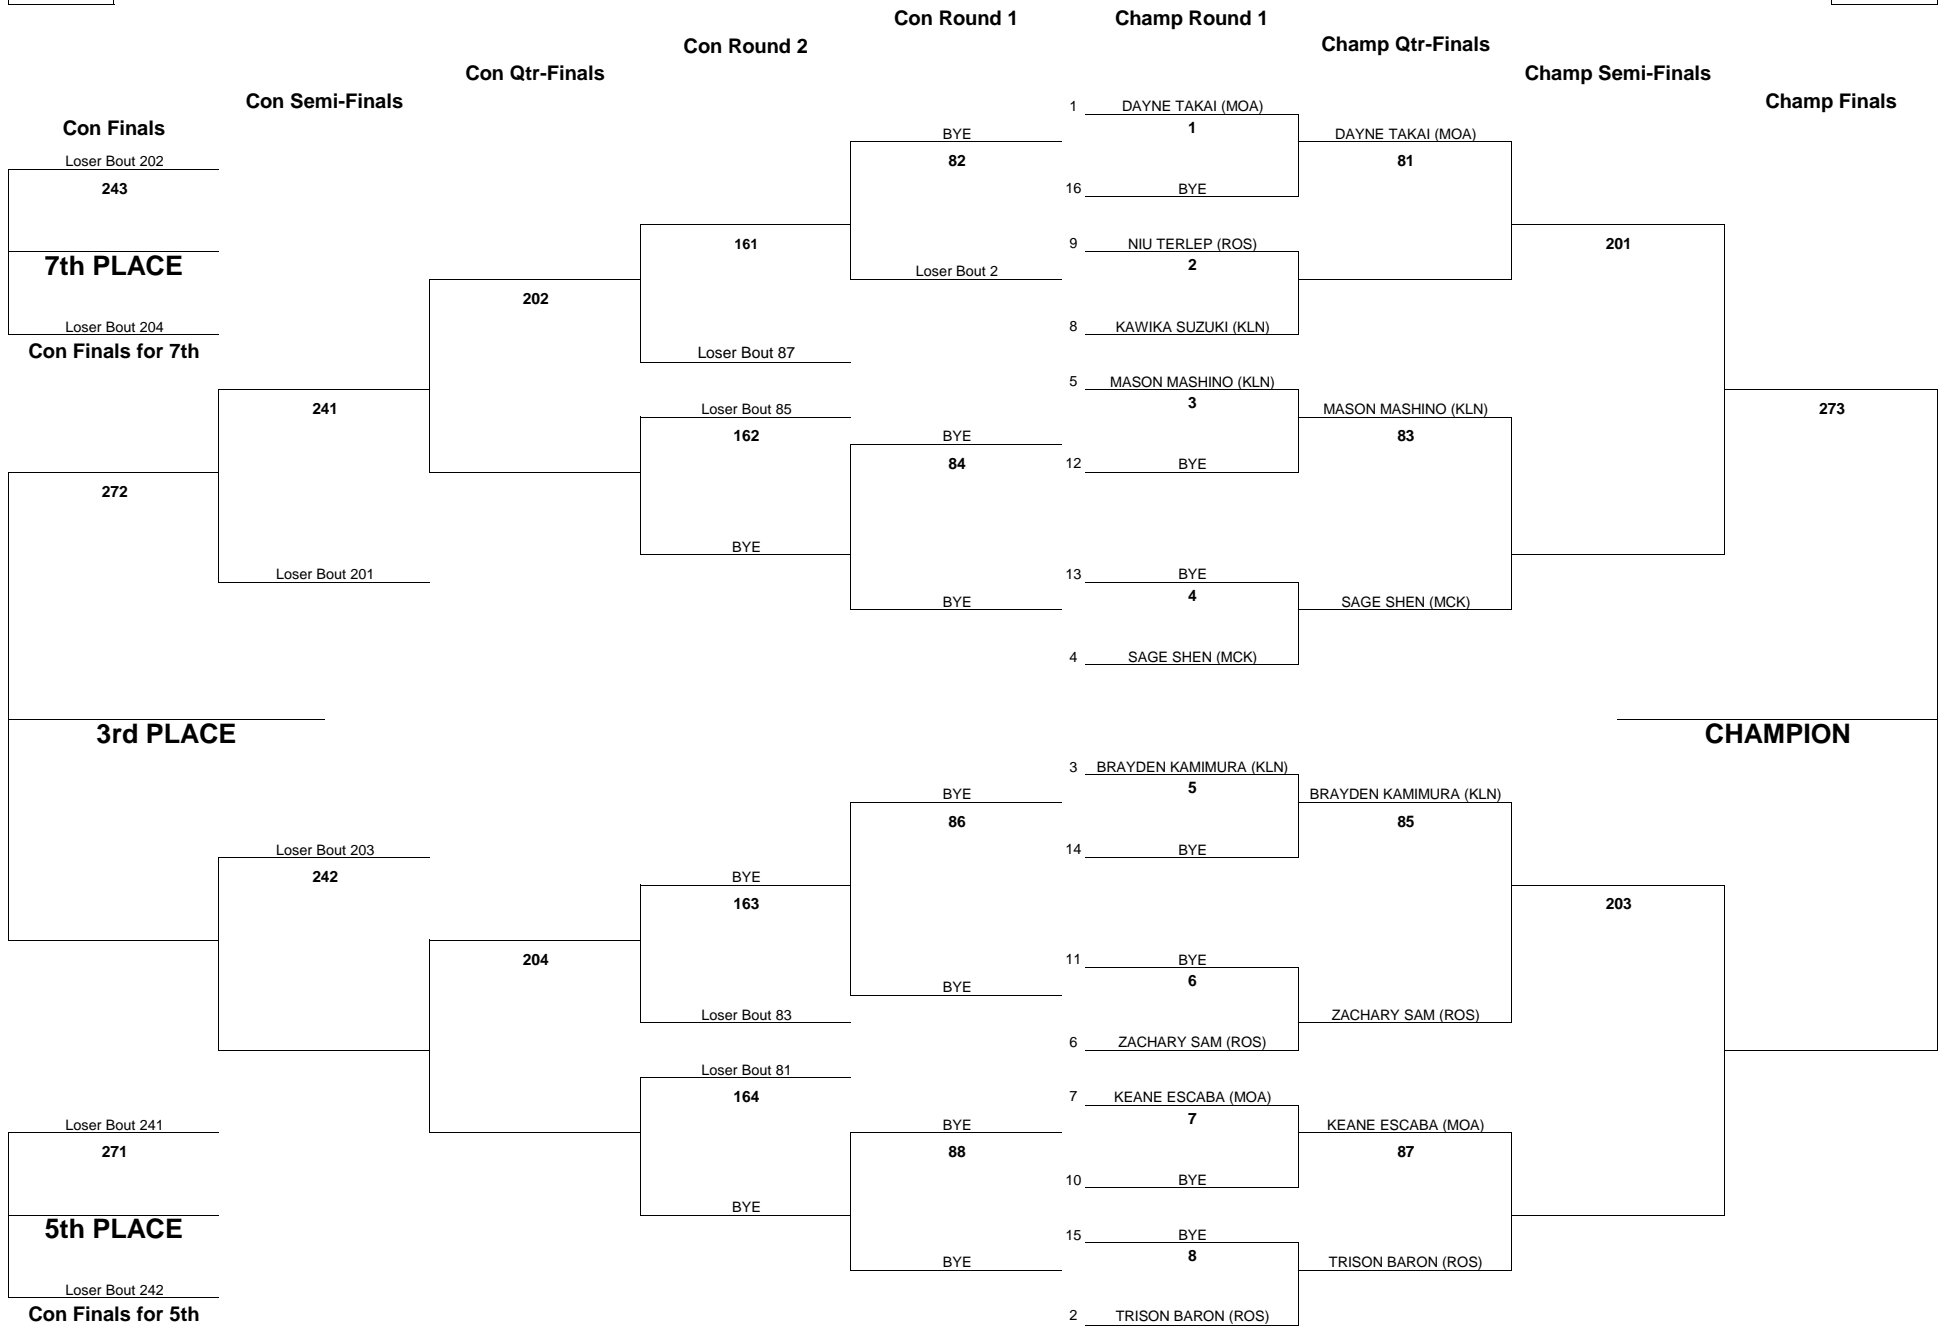 Con Round 1
Champ Round 1
Con Round 2
Champ Qtr-Finals
Con Qtr-Finals
Champ Semi-Finals
Con Semi-Finals
Champ Finals
Con Finals
1 DAYNE TAKAI (MOA)
1
BYE
DAYNE TAKAI (MOA)
Loser Bout 202
82
81
243
16 BYE
161
9 NIU TERLEP (ROS)
201
7th PLACE
Loser Bout 2
2
202
Loser Bout 204
8 KAWIKA SUZUKI (KLN)
Con Finals for 7th
Loser Bout 87
5 MASON MASHINO (KLN)
241
Loser Bout 85
3
MASON MASHINO (KLN)
273
162
BYE
83
84
12 BYE
272
BYE
Loser Bout 201
13 BYE
4
BYE
SAGE SHEN (MCK)
4 SAGE SHEN (MCK)
3rd PLACE
CHAMPION
3 BRAYDEN KAMIMURA (KLN)
5
BYE
BRAYDEN KAMIMURA (KLN)
86
85
Loser Bout 203
14 BYE
242
BYE
163
203
204
11 BYE
6
BYE
Loser Bout 83
ZACHARY SAM (ROS)
6 ZACHARY SAM (ROS)
Loser Bout 81
164
7 KEANE ESCABA (MOA)
7
Loser Bout 241
BYE
KEANE ESCABA (MOA)
271
88
87
10 BYE
BYE
5th PLACE
15 BYE
8
BYE
TRISON BARON (ROS)
Loser Bout 242
Con Finals for 5th
2 TRISON BARON (ROS)